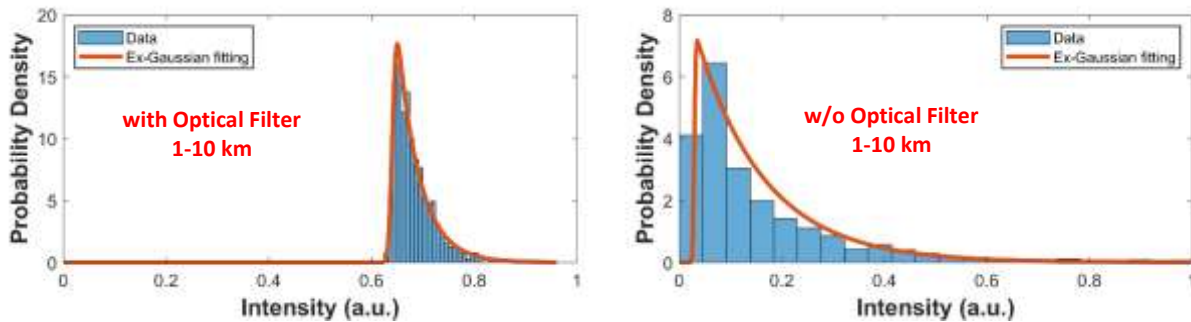 20
15
10
5
0
Probability Density
Data
Ex-Gaussian fitting
with Optical Filter
1-10 km
0
0.2
0.4
0.6
0.8
1
Intensity (a.u.)
8
6
4
2
0
Probability Density
Data
Ex-Gaussian fitting
w/o Optical Filter
1-10 km
0
0.2
0.4
0.6
0.8
1
Intensity (a.u.)